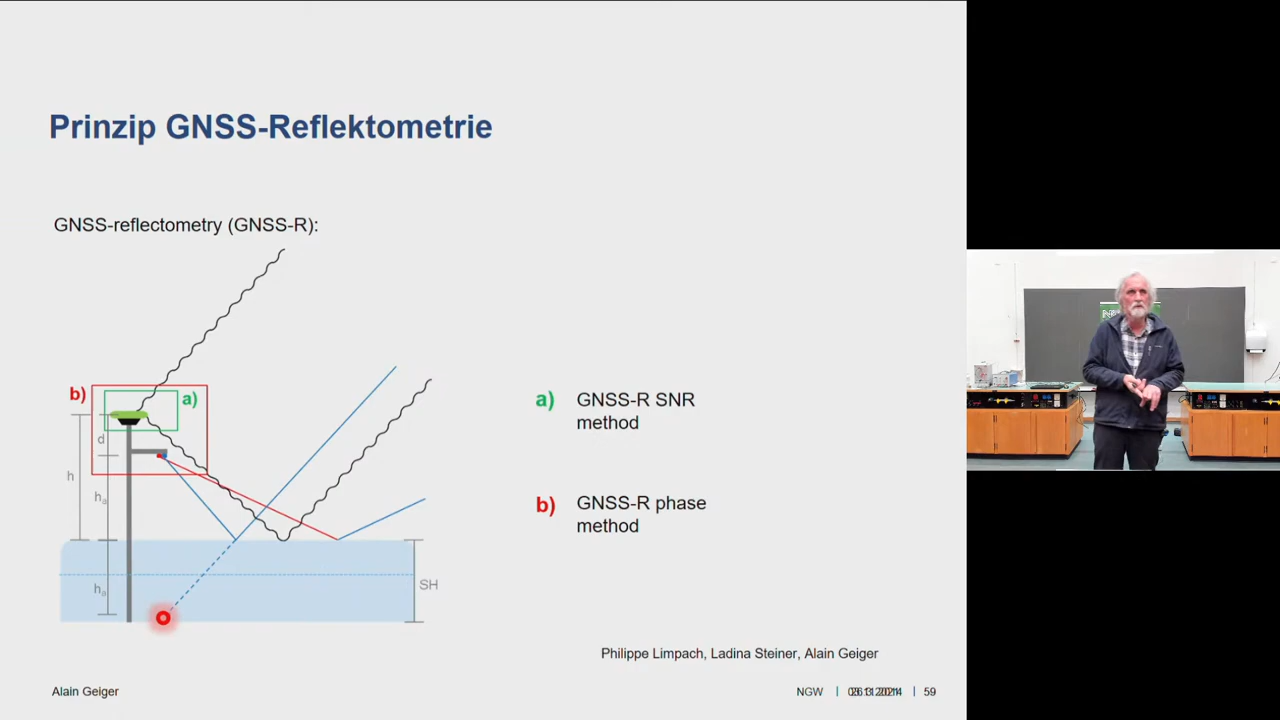 Prinzip GNSS-Reflektometrie
GNSS-reflectometry (GNSS-R):
b)
a)
d
h
hₐ
hₐ
SH
a) GNSS-R SNR
method
b) GNSS-R phase
method
Philippe Limpach, Ladina Steiner, Alain Geiger
Alain Geiger
NGW
59